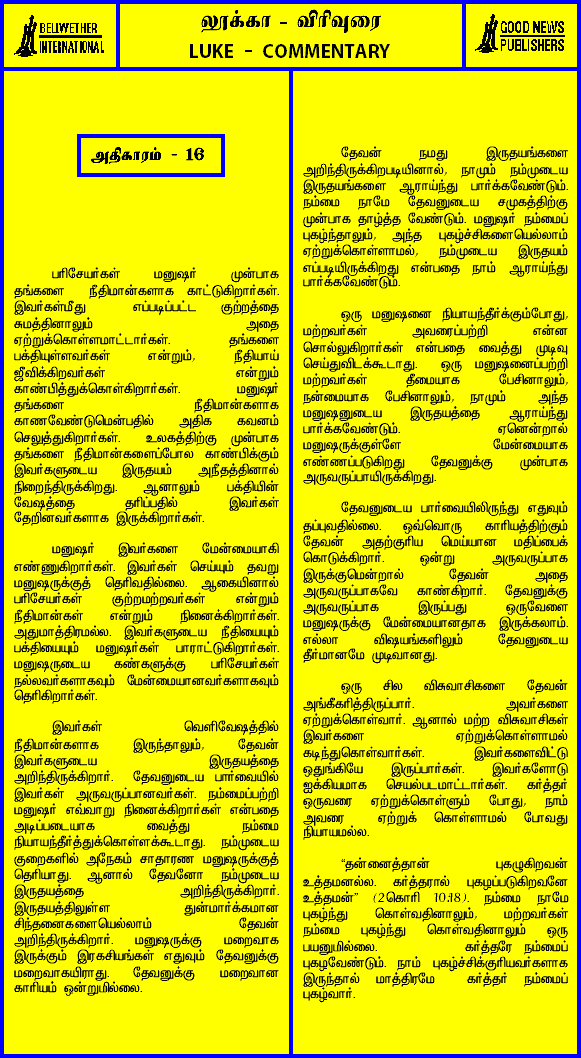 BELLWETHER
INTERNATIONAL
லூக்கா - விரிவுரை
LUKE - COMMENTARY
GOOD NEWS
PUBLISHERS
அதிகாரம் - 16
பரிசேயர்கள் மனுஷர் முன்பாக
தங்களை நீதிமான்களாக காட்டுகிறார்கள்.
இவர்கள்மீது எப்படிப்பட்ட குற்றத்தை
சுமத்தினாலும் அதை
ஏற்றுக்கொள்ளமாட்டார்கள். தங்களை
பக்தியுள்ளவர்கள் என்றும், நீதியாய்
ஜீவிக்கிறவர்கள் என்றும்
காண்பித்துக்கொள்கிறார்கள். மனுஷர்
தங்களை நீதிமான்களாக
காணவேண்டுமென்பதில் அதிக கவனம்
செலுத்துகிறார்கள். உலகத்திற்கு முன்பாக
தங்களை நீதிமான்களைப்போல காண்பிக்கும்
இவர்களுடைய இருதயம் அநீதத்தினால்
நிறைந்திருக்கிறது. ஆனாலும் பக்தியின்
வேஷத்தை தரிப்பதில் இவர்கள்
தேறினவர்களாக இருக்கிறார்கள்.
மனுஷர் இவர்களை மேன்மையாகி
எண்ணுகிறார்கள். இவர்கள் செய்யும் தவறு
மனுஷருக்குத் தெரிவதில்லை. ஆகையினால்
பரிசேயர்கள் குற்றமற்றவர்கள் என்றும்
நீதிமான்கள் என்றும் நினைக்கிறார்கள்.
அதுமாத்திரமல்ல. இவர்களுடைய நீதியையும்
பக்தியையும் மனுஷர்கள் பாராட்டுகிறார்கள்.
மனுஷருடைய கண்களுக்கு பரிசேயர்கள்
நல்லவர்களாகவும் மேன்மையானவர்களாகவும்
தெரிகிறார்கள்.
இவர்கள் வெளிவேஷத்தில்
நீதிமான்களாக இருந்தாலும், தேவன்
இவர்களுடைய இருதயத்தை
அறிந்திருக்கிறார். தேவனுடைய பார்வையில்
இவர்கள் அருவருப்பானவர்கள். நம்மைப்பற்றி
மனுஷர் எவ்வாறு நினைக்கிறார்கள் என்பதை
அடிப்படையாக வைத்து நம்மை
நியாயந்தீர்த்துக்கொள்ளக்கூடாது. நம்முடைய
குறைகளில் அநேகம் சாதாரண மனுஷருக்குத்
தெரியாது. ஆனால் தேவனோ நம்முடைய
இருதயத்தை அறிந்திருக்கிறார்.
இருதயத்திலுள்ள துன்மார்க்கமான
சிந்தனைகளையெல்லாம் தேவன்
அறிந்திருக்கிறார். மனுஷருக்கு மறைவாக
இருக்கும் இரகசியங்கள் எதுவும் தேவனுக்கு
மறைவாகயிராது. தேவனுக்கு மறைவான
காரியம் ஒன்றுமில்லை.
தேவன் நமது இருதயங்களை
அறிந்திருக்கிறபடியினால், நாமும் நம்முடைய
இருதயங்களை ஆராய்ந்து பார்க்கவேண்டும்.
நம்மை நாமே தேவனுடைய சமுகத்திற்கு
முன்பாக தாழ்த்த வேண்டும். மனுஷர் நம்மைப்
புகழ்ந்தாலும், அந்த புகழ்ச்சிகளையெல்லாம்
ஏற்றுக்கொள்ளாமல், நம்முடைய இருதயம்
எப்படியிருக்கிறது என்பதை நாம் ஆராய்ந்து
பார்க்கவேண்டும்.
ஒரு மனுஷனை நியாயந்தீர்க்கும்போது,
மற்றவர்கள் அவரைப்பற்றி என்ன
சொல்லுகிறார்கள் என்பதை வைத்து முடிவு
செய்துவிடக்கூடாது. ஒரு மனுஷனைப்பற்றி
மற்றவர்கள் தீமையாக பேசினாலும்,
நன்மையாக பேசினாலும், நாமும் அந்த
மனுஷனுடைய இருதயத்தை ஆராய்ந்து
பார்க்கவேண்டும். ஏனென்றால்
மனுஷருக்குள்ளே மேன்மையாக
எண்ணப்படுகிறது தேவனுக்கு முன்பாக
அருவருப்பாயிருக்கிறது.
தேவனுடைய பார்வையிலிருந்து எதுவும்
தப்புவதில்லை. ஒவ்வொரு காரியத்திற்கும்
தேவன் அதற்குரிய மெய்யான மதிப்பைக்
கொடுக்கிறார். ஒன்று அருவருப்பாக
இருக்குமென்றால் தேவன் அதை
அருவருப்பாகவே காண்கிறார். தேவனுக்கு
அருவருப்பாக இருப்பது ஒருவேளை
மனுஷருக்கு மேன்மையானதாக இருக்கலாம்.
எல்லா விஷயங்களிலும் தேவனுடைய
தீர்மானமே முடிவானது.
ஒரு சில விசுவாசிகளை தேவன்
அங்கீகரித்திருப்பார். அவர்களை
ஏற்றுக்கொள்வார். ஆனால் மற்ற விசுவாசிகள்
இவர்களை ஏற்றுக்கொள்ளாமல்
கடிந்துகொள்வார்கள். இவர்களைவிட்டு
ஒதுங்கியே இருப்பார்கள். இவர்களோடு
ஐக்கியமாக செயல்படமாட்டார்கள். கர்த்தர்
ஒருவரை ஏற்றுக்கொள்ளும் போது, நாம்
அவரை ஏற்றுக் கொள்ளாமல் போவது
நியாயமல்ல.
“தன்னைத்தான் புகழுகிறவன்
உத்தமனல்ல. கர்த்தரால் புகழப்படுகிறவனே
உத்தமன்” (2கொரி 10:18). நம்மை நாமே
புகழ்ந்து கொள்வதினாலும், மற்றவர்கள்
நம்மை புகழ்ந்து கொள்வதினாலும் ஒரு
பயனுமில்லை. கர்த்தரே நம்மைப்
புகழவேண்டும். நாம் புகழ்ச்சிக்குரியவர்களாக
இருந்தால் மாத்திரமே கர்த்தர் நம்மைப்
புகழ்வார்.